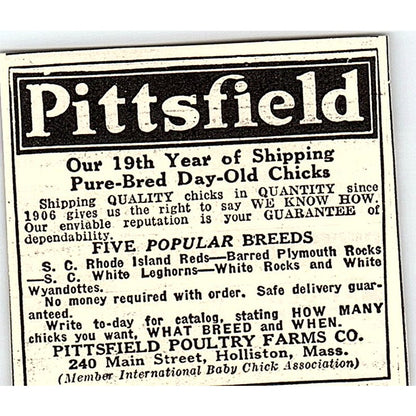 Pittsfield
Our 19th Year of Shipping
Pure-Bred Day-Old Chicks
Shipping QUALITY chicks in QUANTITY since
1906 gives us the right to say WE KNOW HOW.
Our enviable reputation is your GUARANTEE of
dependability.
FIVE POPULAR BREEDS
S. C. Rhode Island Reds—Barred Plymouth Rocks
—S. C. White Leghorns—White Rocks and White
Wyandottes.
No money required with order. Safe delivery guar-
anteed.
Write to-day for catalog, stating HOW MANY
chicks you want, WHAT BREED and WHEN.
PITTSFIELD POULTRY FARMS CO.
240 Main Street, Holliston, Mass.
(Member International Baby Chick Association)